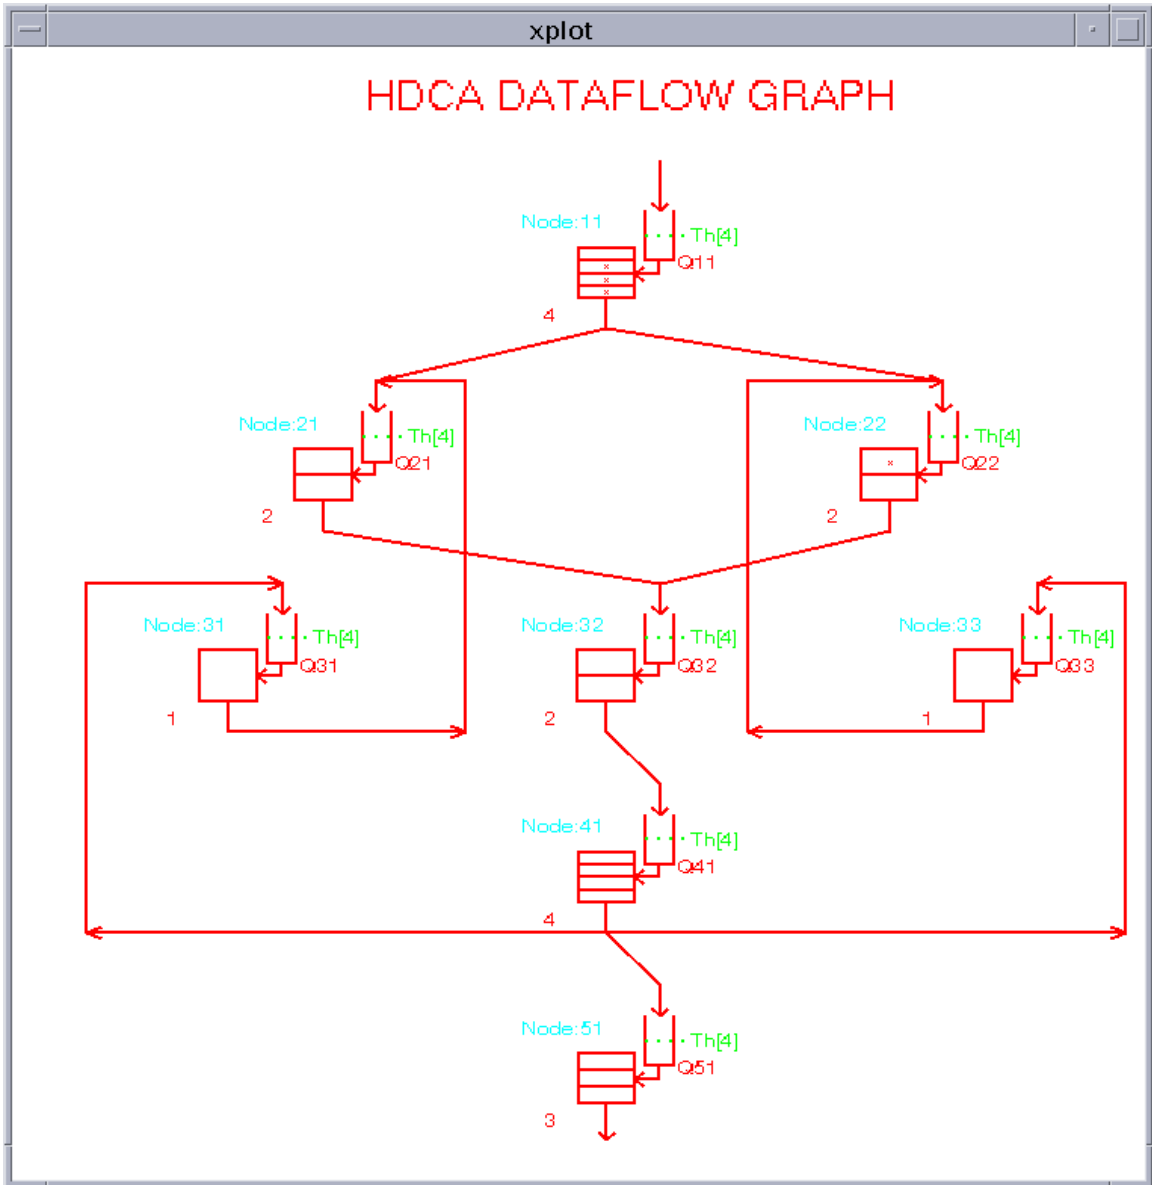 xplot
HDCA DATAFLOW GRAPH
Node:11
Th[4]
Q11
4
Node:21
Th[4]
Q21
2
Node:22
Th[4]
Q22
2
Node:31
Th[4]
Q31
1
Node:32
Th[4]
Q32
2
Node:33
Th[4]
Q33
1
Node:41
Th[4]
Q41
4
Node:51
Th[4]
Q51
3